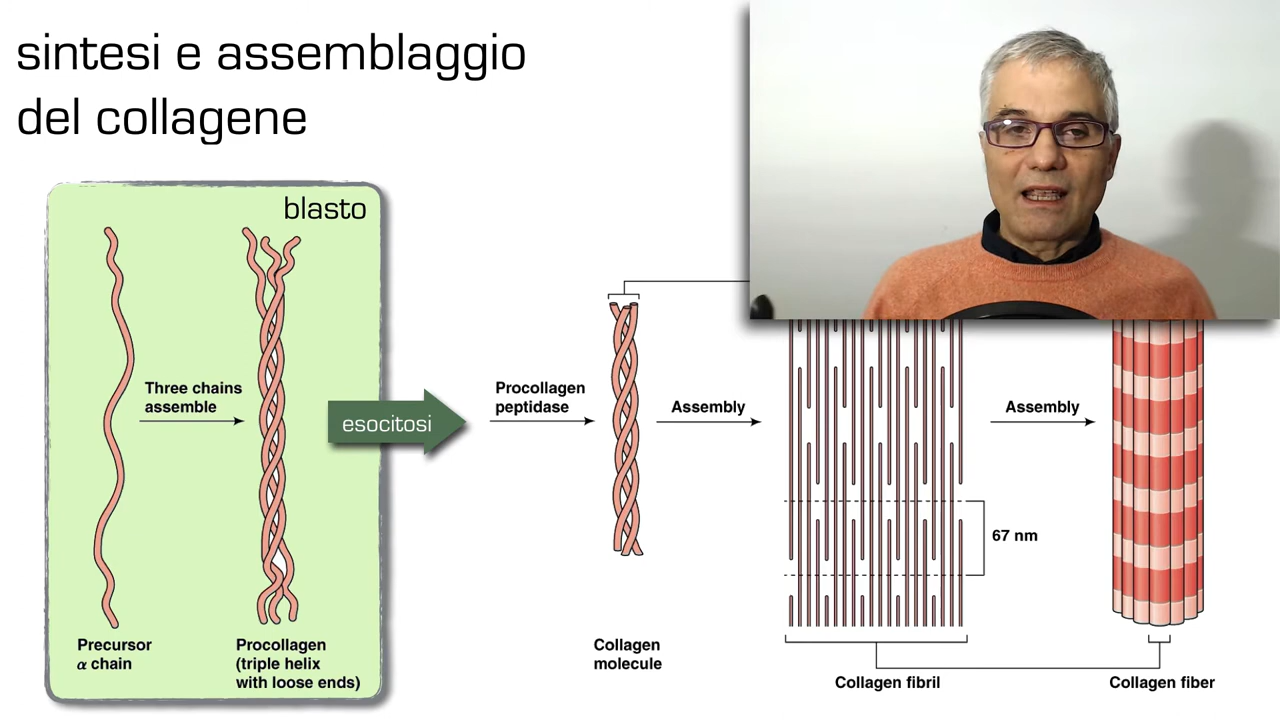 sintesi e assemblaggio
del collagene
blasto
Three chains
assemble
esocitosi
Procollagen
peptidase
Assembly
Assembly
67 nm
Precursor
α chain
Procollagen
(triple helix
with loose ends)
Collagen
molecule
Collagen fibril
Collagen fiber